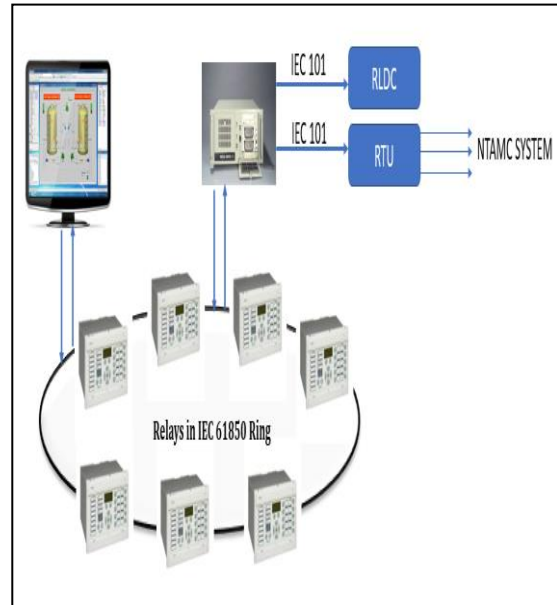 IEC 101
RLDC
IEC 101
RTU
NTAMC SYSTEM
Relays in IEC 61850 Ring